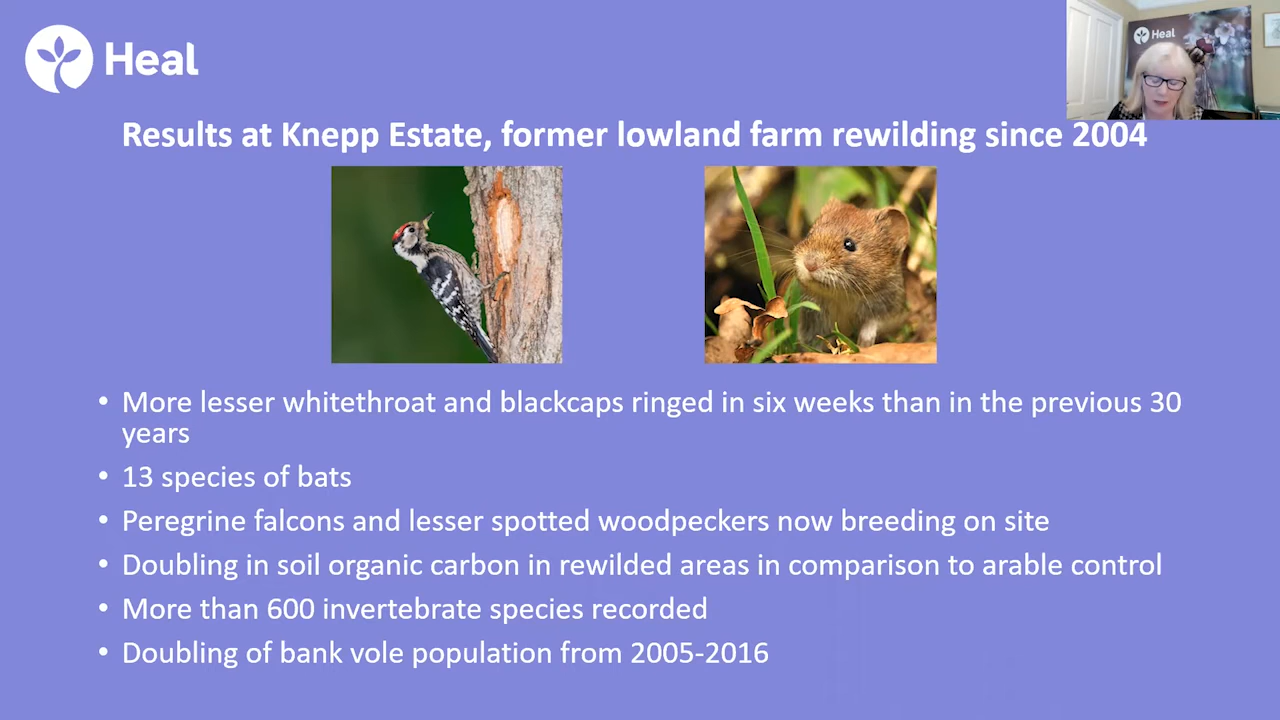 Heal
Heal
Results at Knepp Estate, former lowland farm rewilding since 2004
• More lesser whitethroat and blackcaps ringed in six weeks than in the previous 30
years
• 13 species of bats
• Peregrine falcons and lesser spotted woodpeckers now breeding on site
• Doubling in soil organic carbon in rewilded areas in comparison to arable control
• More than 600 invertebrate species recorded
• Doubling of bank vole population from 2005-2016